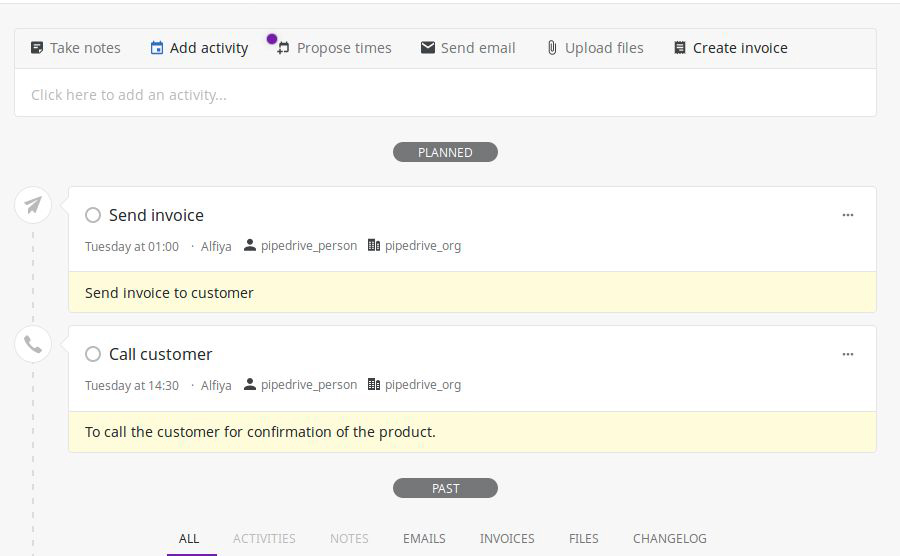 Take notes Add activity Propose times Send email Upload files Create invoice
Click here to add an activity...
PLANNED
Send invoice ...
Tuesday at 01:00 · Alfiya pipedrive_person pipedrive_org
Send invoice to customer
Call customer ...
Tuesday at 14:30 · Alfiya pipedrive_person pipedrive_org
To call the customer for confirmation of the product.
PAST
ALL ACTIVITIES NOTES EMAILS INVOICES FILES CHANGELOG